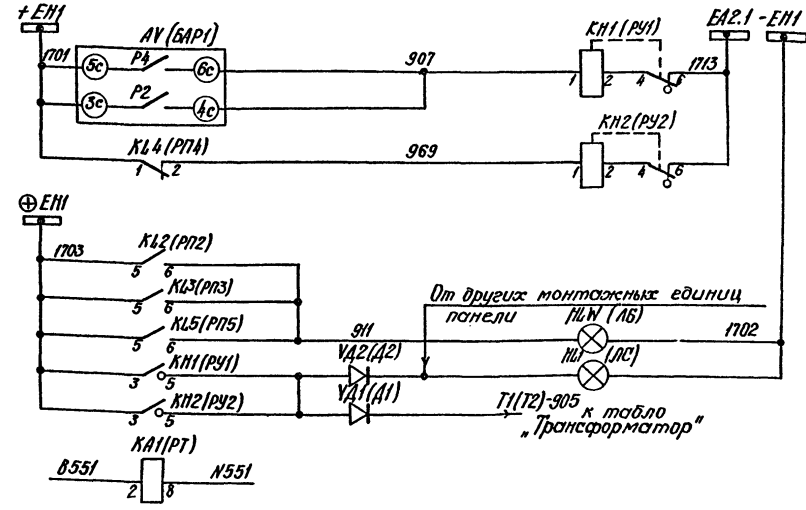 +ЕН1
АV (БАР1)
КН1(РУ1)
ЕА2.1 -ЕН1
1701
5с
Р4
6с
907
1
2
4
6
1713
3с
Р2
4с
КН2(РУ2)
КL4(РП4)
1 2
969
1
2
4
6
⊕ЕН1
1703
КL2(РП2)
5 6
КL3(РП3)
5 6
От других монтажных единиц
панели
КL5(РП5)
5 6
911
HLW (ЛБ)
1702
КН1(РУ1)
3 5
VД2(Д2)
HL1 (ЛС)
КН2(РУ2)
3 5
VД1(Д1)
Т1(Т2)-905
к табло
„Трансформатор"
КА1(РТ)
В551
2 8
N551